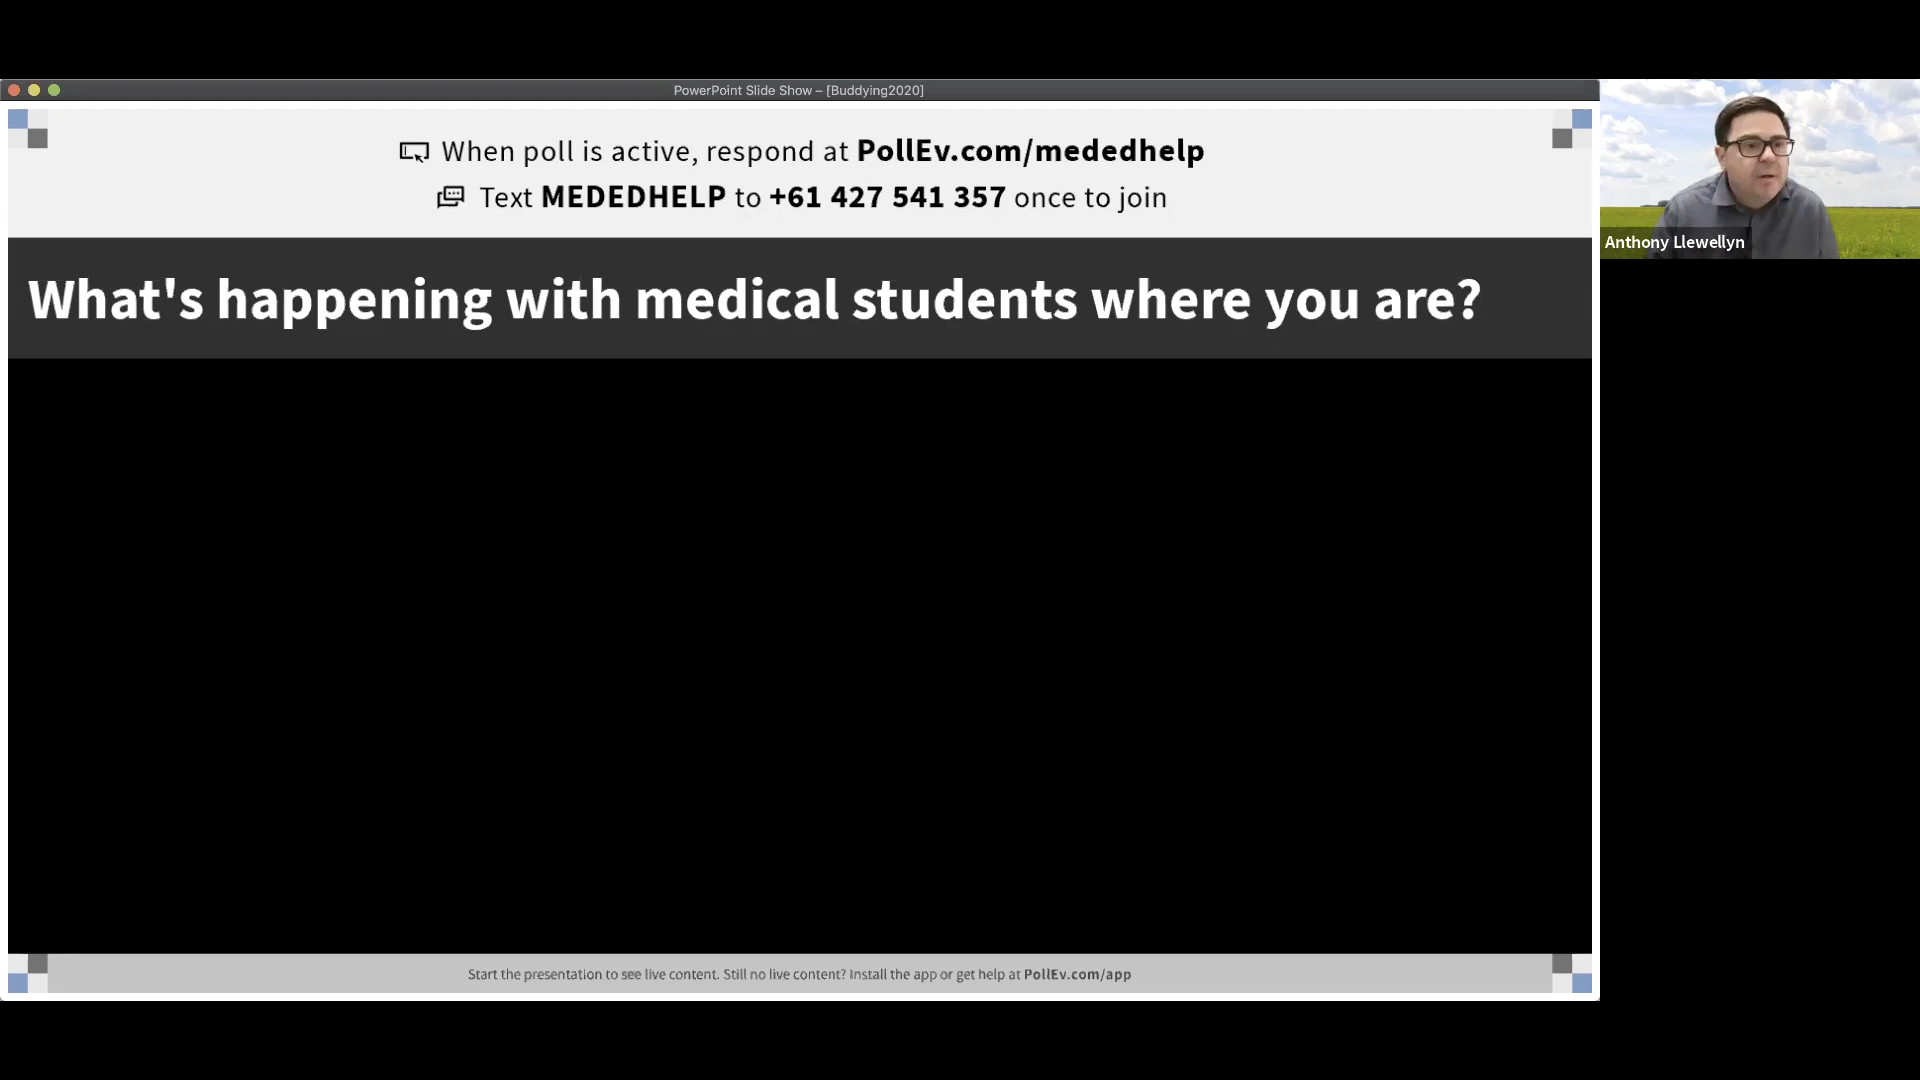 PowerPoint Slide Show – [Buddying2020]
When poll is active, respond at PollEv.com/mededhelp
Text MEDEDHELP to +61 427 541 357 once to join
What's happening with medical students where you are?
Anthony Llewellyn
Start the presentation to see live content. Still no live content? Install the app or get help at PollEv.com/app